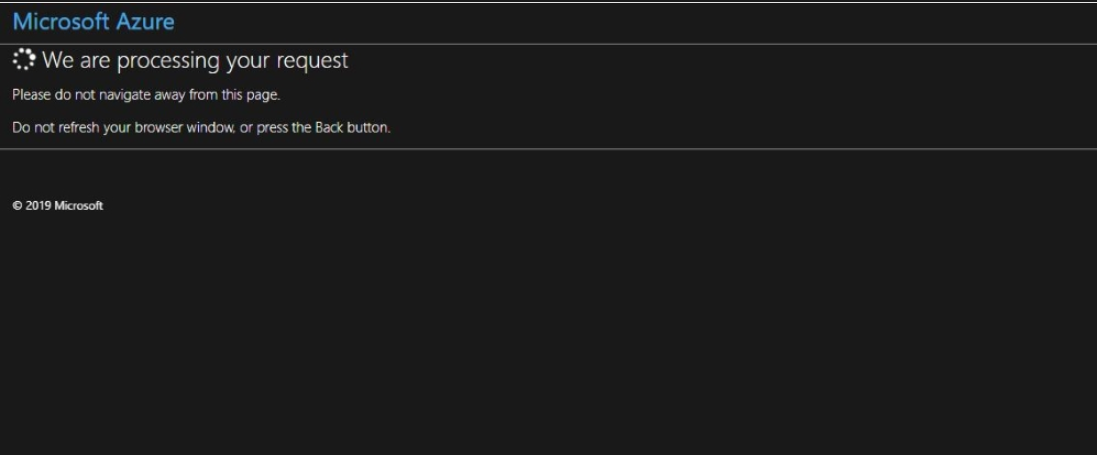 Microsoft Azure
We are processing your request
Please do not navigate away from this page.
Do not refresh your browser window, or press the Back button.
© 2019 Microsoft